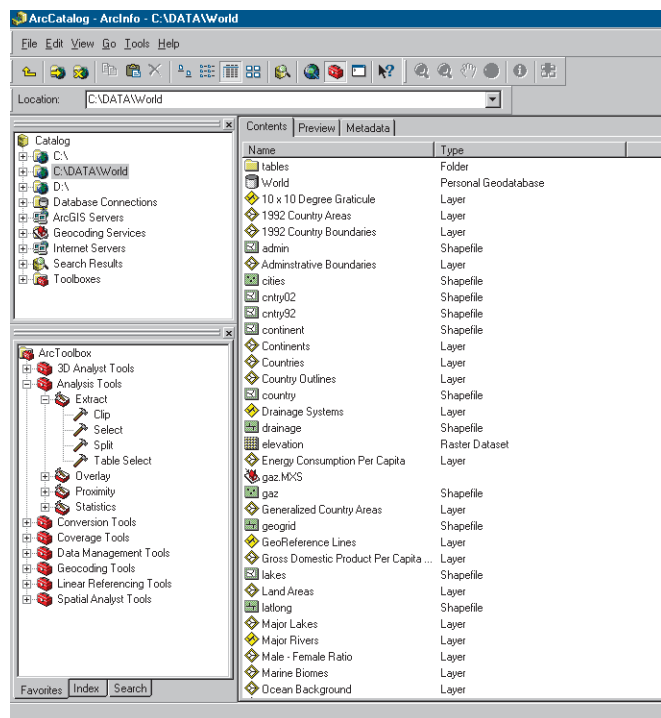 ArcCatalog - ArcInfo - C:\DATA\World
File Edit View Go Tools Help
Location: C:\DATA\World
Catalog
C:\
C:\DATA\World
D:\
Database Connections
ArcGIS Servers
Geocoding Services
Internet Servers
Search Results
Toolboxes
ArcToolbox
3D Analyst Tools
Analysis Tools
Extract
Clip
Select
Split
Table Select
Overlay
Proximity
Statistics
Conversion Tools
Coverage Tools
Data Management Tools
Geocoding Tools
Linear Referencing Tools
Spatial Analyst Tools
Favorites Index Search
Contents Preview Metadata
Name Type
tables Folder
World Personal Geodatabase
10 x 10 Degree Graticule Layer
1992 Country Areas Layer
1992 Country Boundaries Layer
admin Shapefile
Adminstrative Boundaries Layer
cities Shapefile
cntry02 Shapefile
cntry92 Shapefile
continent Shapefile
Continents Layer
Countries Layer
Country Outlines Layer
country Shapefile
Drainage Systems Layer
drainage Shapefile
elevation Raster Dataset
Energy Consumption Per Capita Layer
gaz.MXS
gaz Shapefile
Generalized Country Areas Layer
geogrid Shapefile
GeoReference Lines Layer
Gross Domestic Product Per Capita ... Layer
lakes Shapefile
Land Areas Layer
latlong Shapefile
Major Lakes Layer
Major Rivers Layer
Male - Female Ratio Layer
Marine Biomes Layer
Ocean Background Layer